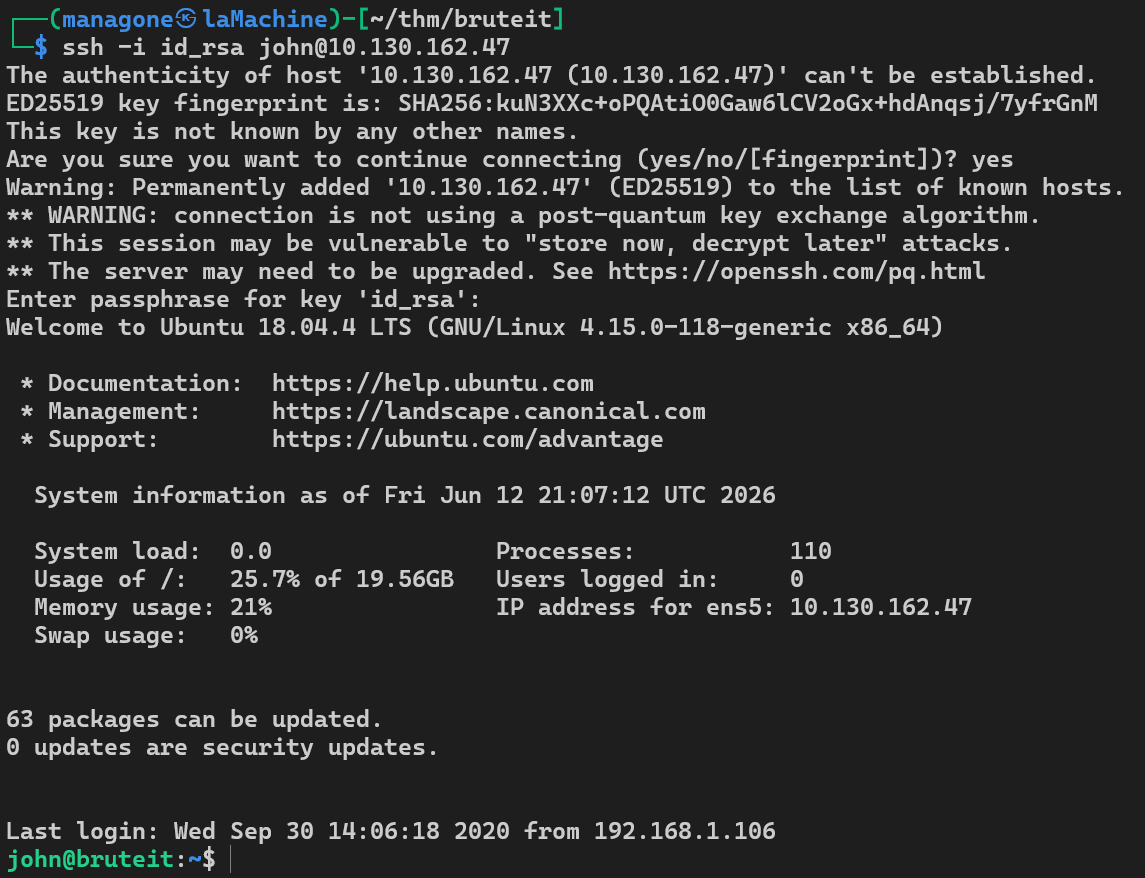 ┌──(managone㉿laMachine)-[~/thm/bruteit]
└─$ ssh -i id_rsa john@10.130.162.47
The authenticity of host '10.130.162.47 (10.130.162.47)' can't be established.
ED25519 key fingerprint is: SHA256:kuN3XXc+oPQAtiO0Gaw6lCV2oGx+hdAnqsj/7yfrGnM
This key is not known by any other names.
Are you sure you want to continue connecting (yes/no/[fingerprint])? yes
Warning: Permanently added '10.130.162.47' (ED25519) to the list of known hosts.
** WARNING: connection is not using a post-quantum key exchange algorithm.
** This session may be vulnerable to "store now, decrypt later" attacks.
** The server may need to be upgraded. See https://openssh.com/pq.html
Enter passphrase for key 'id_rsa':
Welcome to Ubuntu 18.04.4 LTS (GNU/Linux 4.15.0-118-generic x86_64)

 * Documentation:  https://help.ubuntu.com
 * Management:     https://landscape.canonical.com
 * Support:        https://ubuntu.com/advantage

  System information as of Fri Jun 12 21:07:12 UTC 2026

  System load:  0.0                Processes:           110
  Usage of /:   25.7% of 19.56GB   Users logged in:     0
  Memory usage: 21%                IP address for ens5: 10.130.162.47
  Swap usage:   0%

63 packages can be updated.
0 updates are security updates.

Last login: Wed Sep 30 14:06:18 2020 from 192.168.1.106
john@bruteit:~$